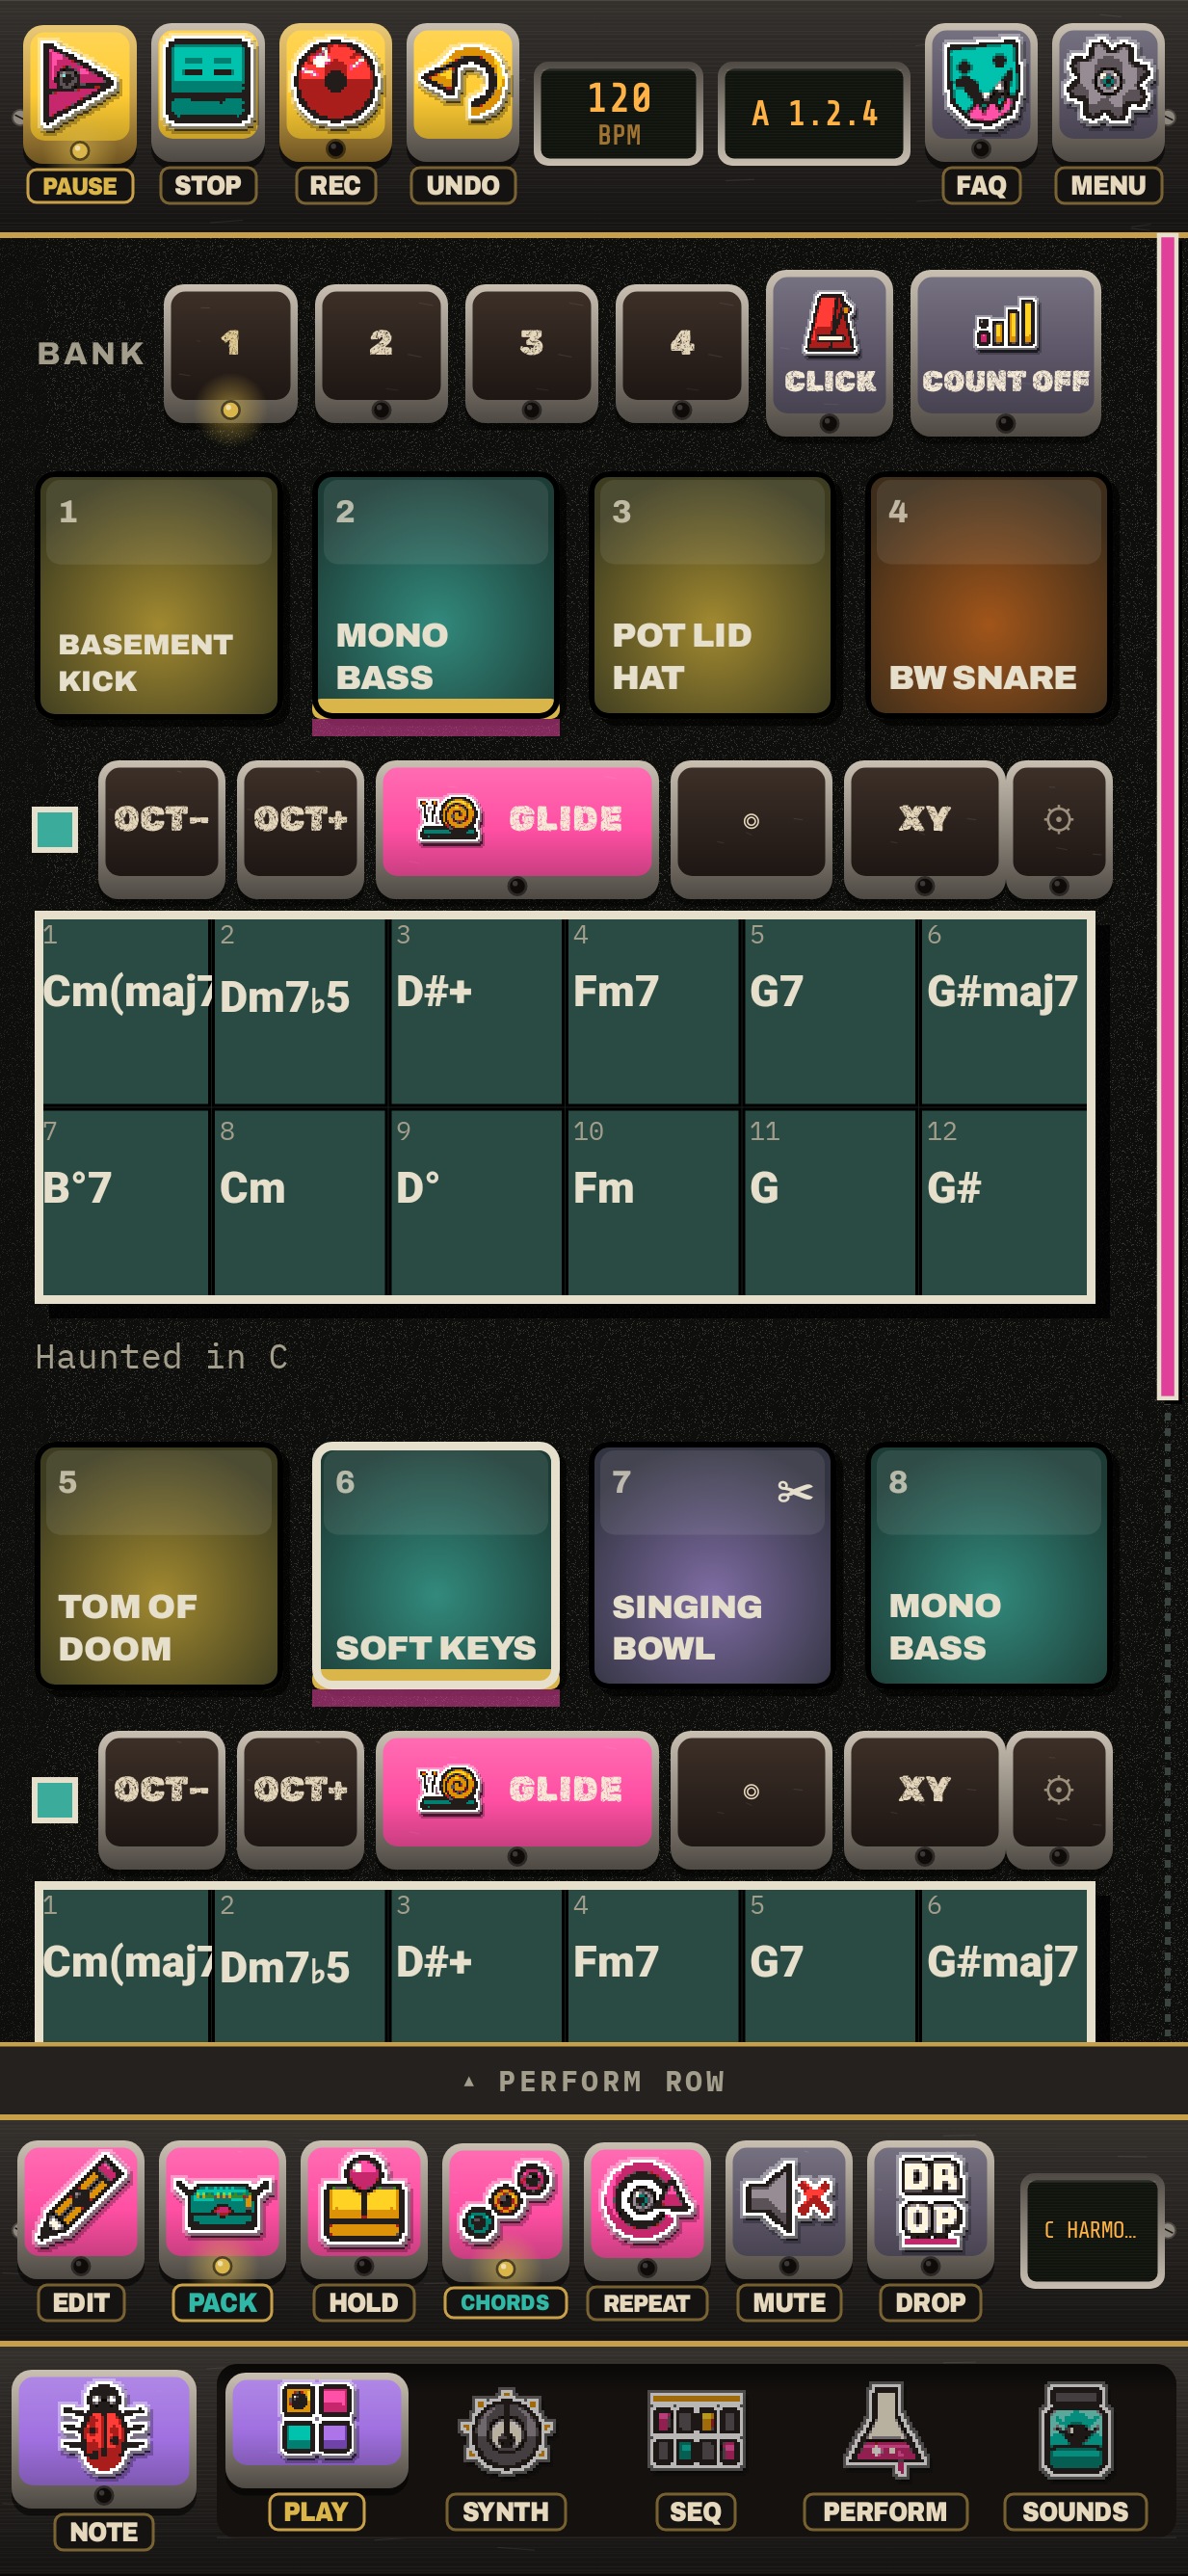 120
BPM
A 1.2.4
PAUSE STOP REC UNDO FAQ MENU
BANK 1 2 3 4 CLICK COUNT OFF
1 2 3 4
BASEMENT
KICK
MONO
BASS
POT LID
HAT
BW SNARE
OCT- OCT+ GLIDE XY
1 2 3 4 5 6
Cm(maj7 Dm7♭5 D#+ Fm7 G7 G#maj7
7 8 9 10 11 12
B°7 Cm D° Fm G G#
Haunted in C
5 6 7 8
TOM OF
DOOM
SOFT KEYS
SINGING
BOWL
MONO
BASS
OCT- OCT+ GLIDE XY
1 2 3 4 5 6
Cm(maj7 Dm7♭5 D#+ Fm7 G7 G#maj7
▲ PERFORM ROW
DR
OP
C HARMO…
EDIT PACK HOLD CHORDS REPEAT MUTE DROP
NOTE PLAY SYNTH SEQ PERFORM SOUNDS